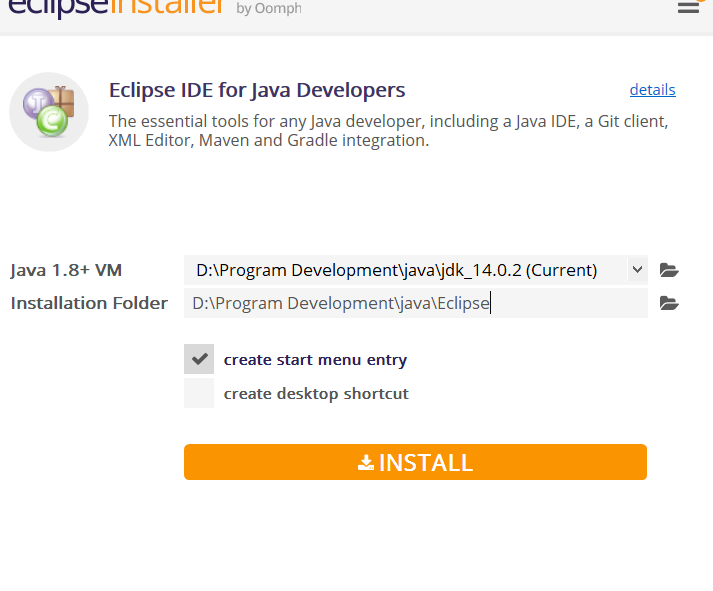 eclipseinstaller by Oomph
Eclipse IDE for Java Developers
details
The essential tools for any Java developer, including a Java IDE, a Git client,
XML Editor, Maven and Gradle integration.
Java 1.8+ VM
D:\Program Development\java\jdk_14.0.2 (Current)
Installation Folder
D:\Program Development\java\Eclipse
create start menu entry
create desktop shortcut
INSTALL